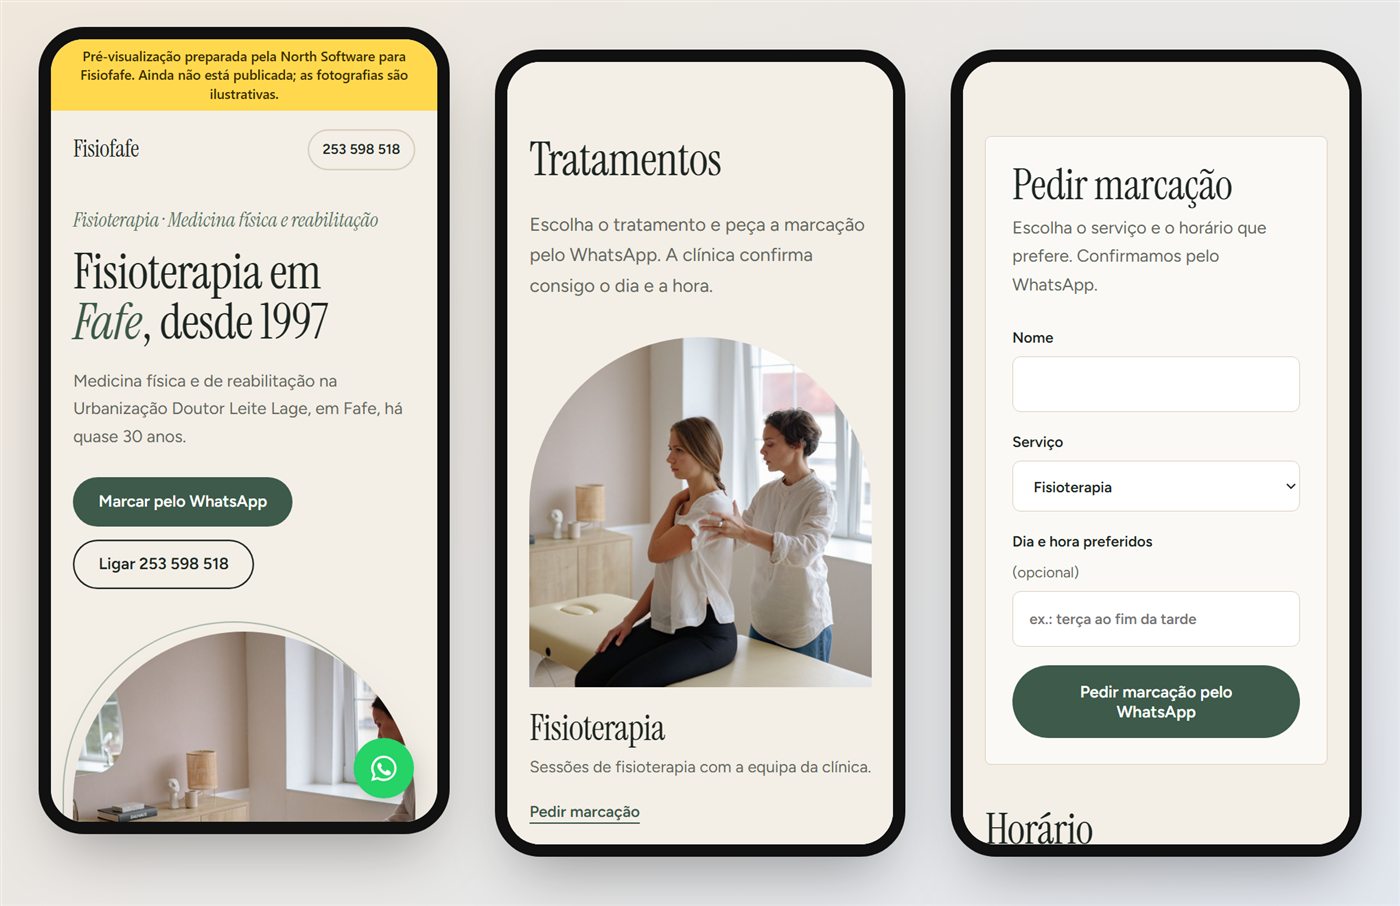 Pré-visualização preparada pela North Software para
Fisiofafe. Ainda não está publicada; as fotografias são
ilustrativas.
Fisiofafe
253 598 518
Fisioterapia · Medicina física e reabilitação
Fisioterapia em
Fafe, desde 1997
Medicina física e de reabilitação na
Urbanização Doutor Leite Lage, em Fafe, há
quase 30 anos.
Marcar pelo WhatsApp
Ligar 253 598 518
Tratamentos
Escolha o tratamento e peça a marcação
pelo WhatsApp. A clínica confirma
consigo o dia e a hora.
Fisioterapia
Sessões de fisioterapia com a equipa da clínica.
Pedir marcação
Pedir marcação
Escolha o serviço e o horário que
prefere. Confirmamos pelo
WhatsApp.
Nome
Serviço
Fisioterapia
Dia e hora preferidos
(opcional)
ex.: terça ao fim da tarde
Pedir marcação pelo
WhatsApp
Horário